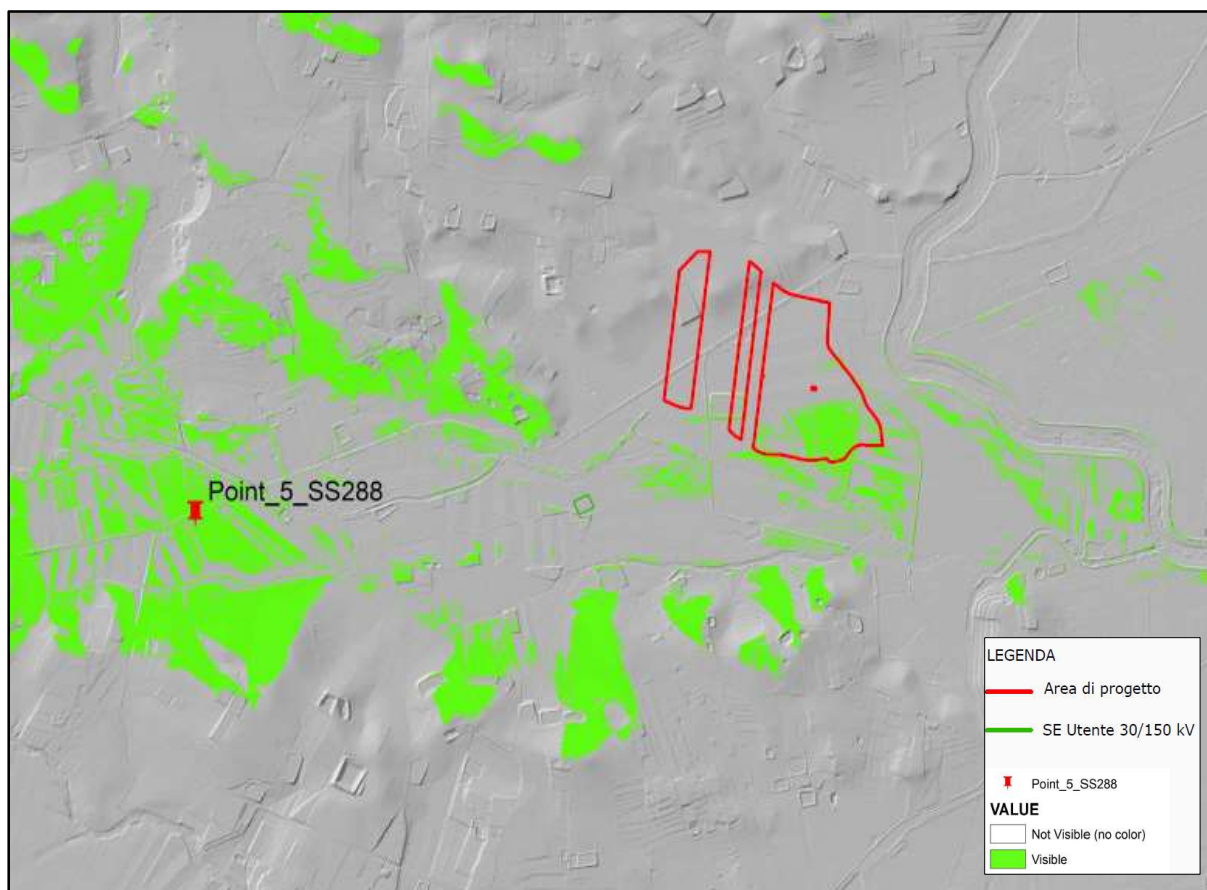 Point_5_SS288
LEGENDA
Area di progetto
SE Utente 30/150 kV
Point_5_SS288
VALUE
Not Visible (no color)
Visible